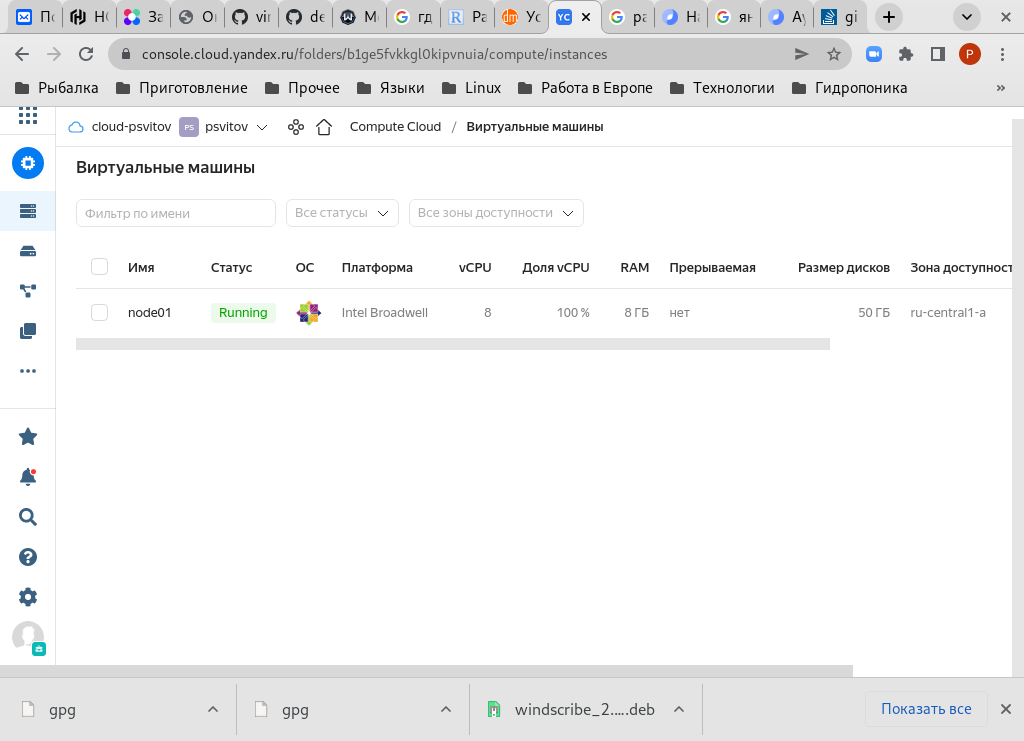 По НО За О vir de Мо гд Ра Ус YC ра На ян Ау gi
console.cloud.yandex.ru/folders/b1ge5fvkkgl0kipvnuia/compute/instances P
Рыбалка Приготовление Прочее Языки Linux Работа в Европе Технологии Гидропоника »
cloud-psvitov PS psvitov Compute Cloud / Виртуальные машины
Виртуальные машины
Фильтр по имени Все статусы Все зоны доступности
Имя Статус ОС Платформа vCPU Доля vCPU RAM Прерываемая Размер дисков Зона доступност
node01 Running Intel Broadwell 8 100 % 8 ГБ нет 50 ГБ ru-central1-a
gpg gpg windscribe_2.....deb Показать все